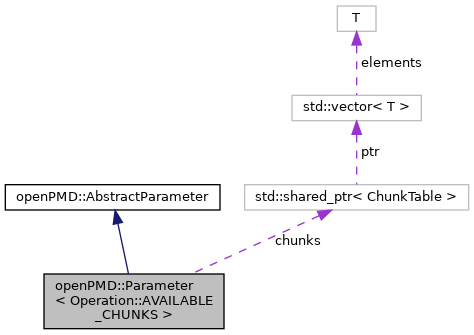 T
elements
std::vector< T >
ptr
openPMD::AbstractParameter
std::shared_ptr< ChunkTable >
chunks
openPMD::Parameter
< Operation::AVAILABLE
_CHUNKS >